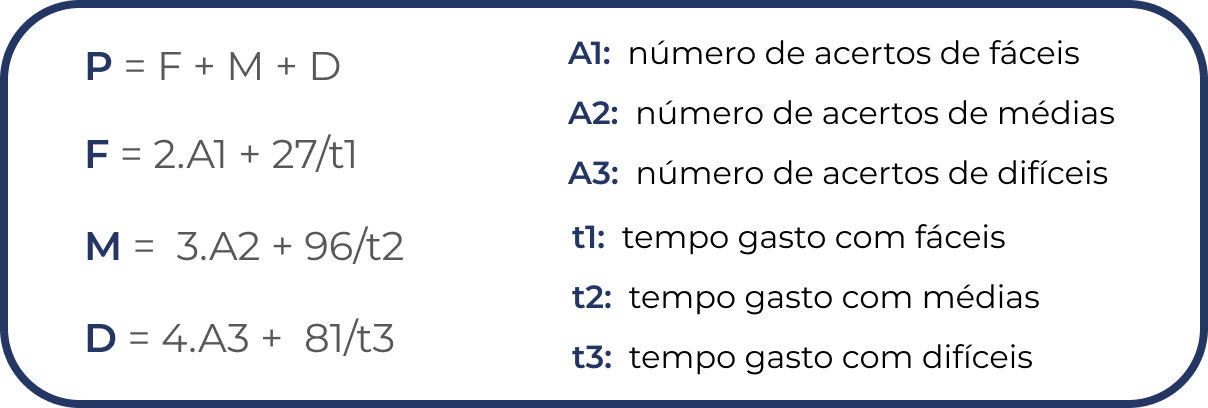 P = F + M + D
F = 2.A1 + 27/t1
M = 3.A2 + 96/t2
D = 4.A3 + 81/t3
A1: número de acertos de fáceis
A2: número de acertos de médias
A3: número de acertos de difíceis
t1: tempo gasto com fáceis
t2: tempo gasto com médias
t3: tempo gasto com difíceis